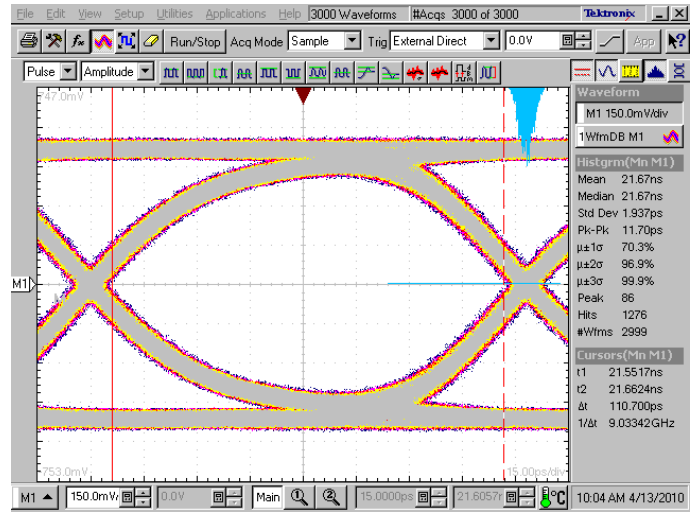 File Edit View Setup Utilities Applications Help 3000 Waveforms #Acqs 3000 of 3000 Tektronix
Run/Stop Acq Mode Sample Trig External Direct 0.0V App
Pulse Amplitude
747.0mV
Waveform
M1 150.0mV/div
1WfmDB M1
Histgrm(Mn M1)
Mean 21.67ns
Median 21.67ns
Std Dev 1.937ps
Pk-Pk 11.70ps
µ±1σ 70.3%
µ±2σ 96.9%
µ±3σ 99.9%
Peak 86
Hits 1276
#Wfms 2999
M1
Cursors(Mn M1)
t1 21.5517ns
t2 21.6624ns
Δt 110.700ps
1/Δt 9.03342GHz
-753.0mV
15.00ps/div
M1 150.0mV 0.0V Main 1 2 15.0000ps 21.6057r °C 10:04 AM 4/13/2010